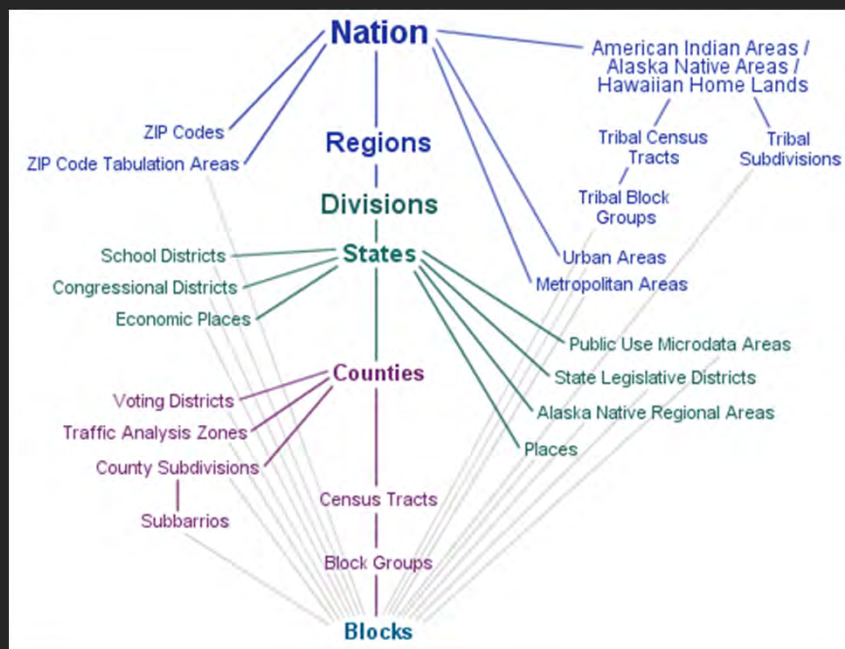 Nation
American Indian Areas /
Alaska Native Areas /
Hawaiian Home Lands
ZIP Codes
ZIP Code Tabulation Areas
Regions
Tribal Census
Tracts
Tribal
Subdivisions
Divisions
Tribal Block
Groups
School Districts
Congressional Districts
Economic Places
States
Urban Areas
Metropolitan Areas
Public Use Microdata Areas
State Legislative Districts
Alaska Native Regional Areas
Places
Counties
Voting Districts
Traffic Analysis Zones
County Subdivisions
Subbarrios
Census Tracts
Block Groups
Blocks